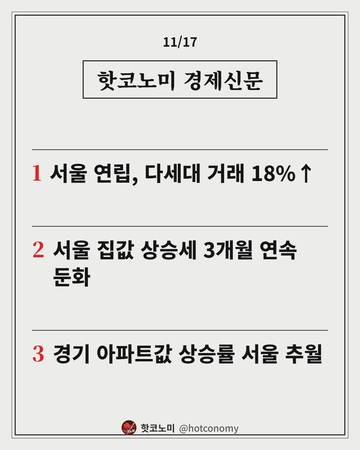 11/17
핫코노미 경제신문
1 서울 연립, 다세대 거래 18%↑
2 서울 집값 상승세 3개월 연속
둔화
3 경기 아파트값 상승률 서울 추월
핫코노미 @hotconomy